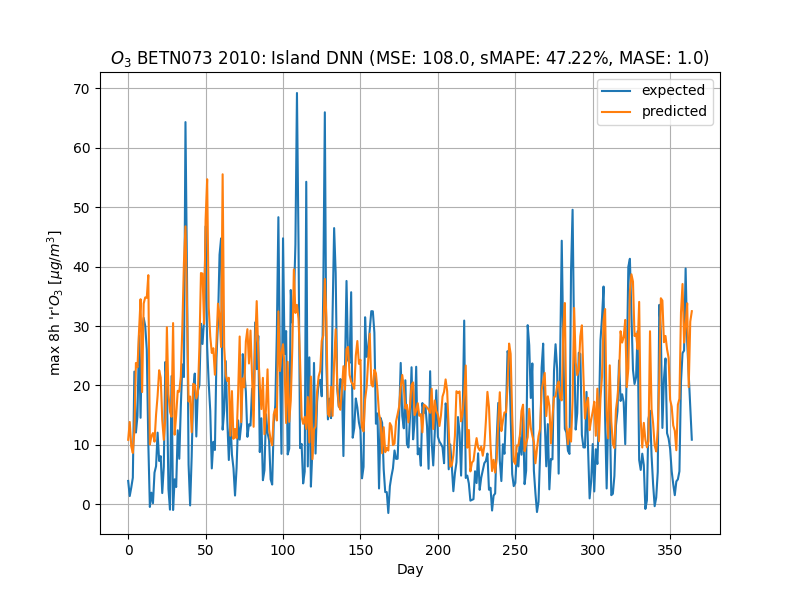 O3 BETN073 2010: Island DNN (MSE: 108.0, sMAPE: 47.22%, MASE: 1.0)
expected
predicted
max 8h 'r'O3 [μg/m3]
70
60
50
40
30
20
10
0
0 50 100 150 200 250 300 350
Day